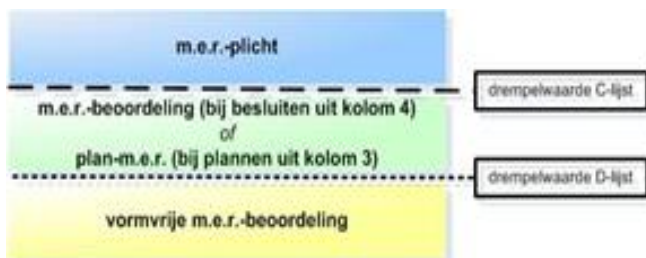 m.e.r.-plicht
drempelwaarde C-lijst
m.e.r.-beoordeling (bij besluiten uit kolom 4)
of
plan-m.e.r. (bij plannen uit kolom 3)
drempelwaarde D-lijst
vormvrije m.e.r.-beoordeling